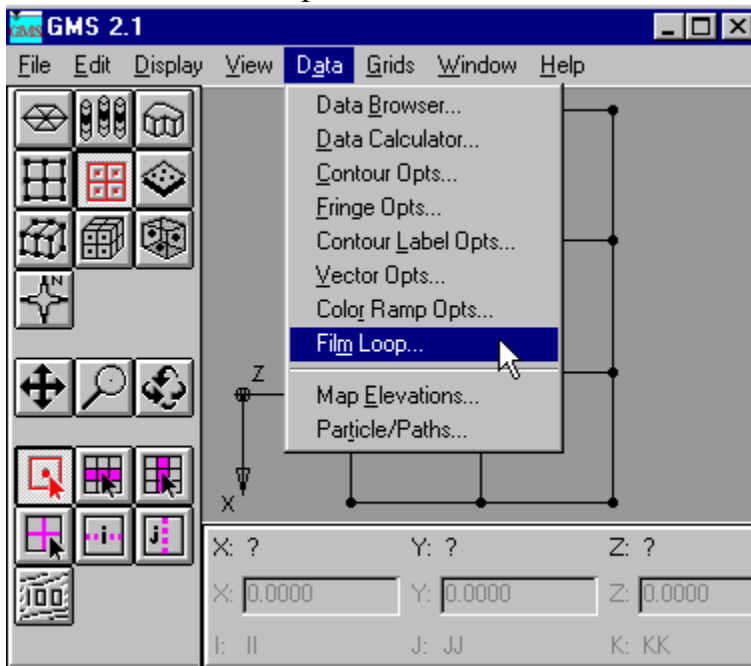 GMS GMS 2.1
File Edit Display View Data Grids Window Help
Data Browser...
Data Calculator...
Contour Opts...
Fringe Opts...
Contour Label Opts...
Vector Opts...
Color Ramp Opts...
Film Loop...
Map Elevations...
Particle/Paths...
N
Z
X
i
j
100
X: ? Y: ? Z: ?
X: 0.0000 Y: 0.0000 Z: 0.0000
I: II J: JJ K: KK